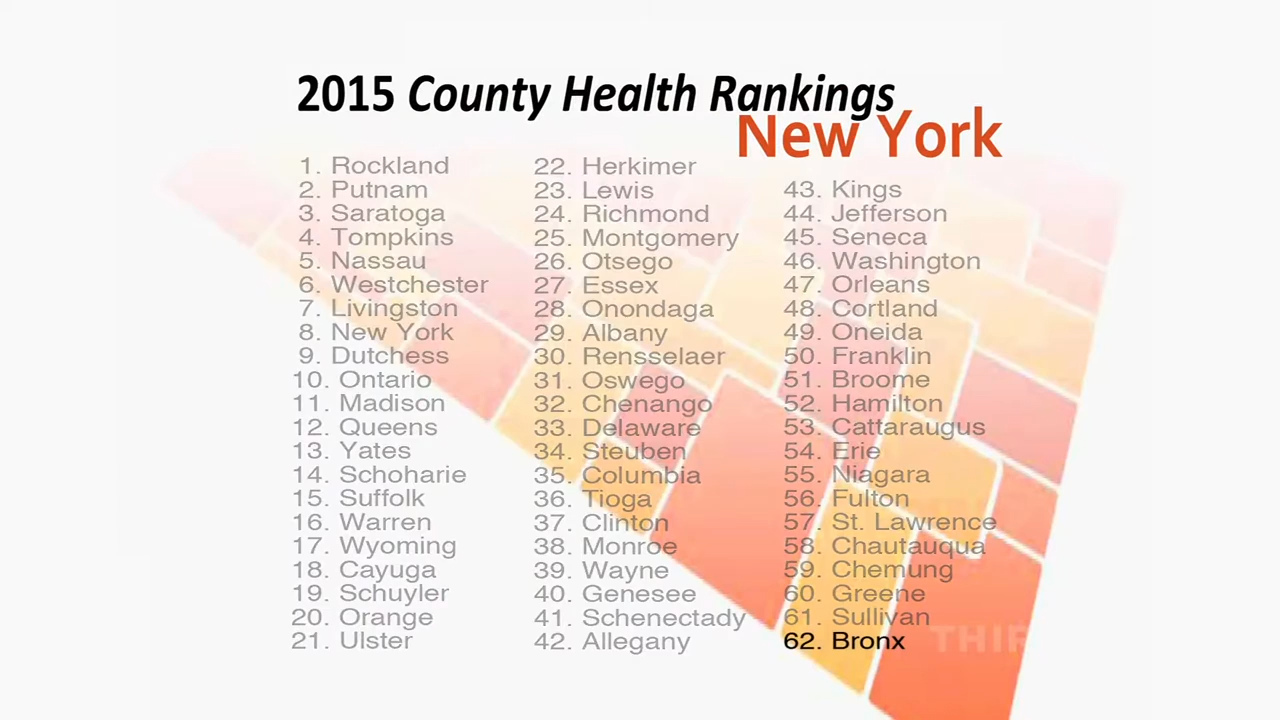 2015 County Health Rankings
New York
1. Rockland
2. Putnam
3. Saratoga
4. Tompkins
5. Nassau
6. Westchester
7. Livingston
8. New York
9. Dutchess
10. Ontario
11. Madison
12. Queens
13. Yates
14. Schoharie
15. Suffolk
16. Warren
17. Wyoming
18. Cayuga
19. Schuyler
20. Orange
21. Ulster
22. Herkimer
23. Lewis
24. Richmond
25. Montgomery
26. Otsego
27. Essex
28. Onondaga
29. Albany
30. Rensselaer
31. Oswego
32. Chenango
33. Delaware
34. Steuben
35. Columbia
36. Tioga
37. Clinton
38. Monroe
39. Wayne
40. Genesee
41. Schenectady
42. Allegany
43. Kings
44. Jefferson
45. Seneca
46. Washington
47. Orleans
48. Cortland
49. Oneida
50. Franklin
51. Broome
52. Hamilton
53. Cattaraugus
54. Erie
55. Niagara
56. Fulton
57. St. Lawrence
58. Chautauqua
59. Chemung
60. Greene
61. Sullivan
62. Bronx